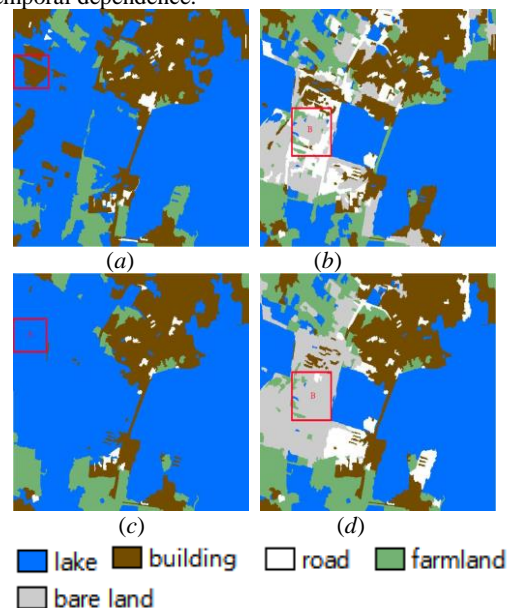 temporal dependence.
B
(a) (b)
B
(c) (d)
lake building road farmland
bare land